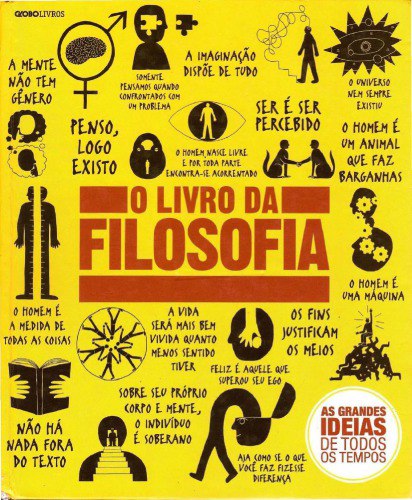 GLOBOLIVROS
A MENTE
NÃO TEM
GÊNERO
SOMENTE
PENSAMOS QUANDO
CONFRONTADOS COM
UM PROBLEMA
A IMAGINAÇÃO
DISPÕE DE TUDO
O UNIVERSO
NEM SEMPRE
EXISTIU
PENSO,
LOGO
EXISTO
O HOMEM NASCE LIVRE
E POR TODA PARTE
ENCONTRA-SE ACORRENTADO
SER É SER
PERCEBIDO
O HOMEM É
UM ANIMAL
QUE FAZ
BARGANHAS
O LIVRO DA
FILOSOFIA
O HOMEM É
A MEDIDA DE
TODAS AS COISAS
A VIDA
SERÁ MAIS BEM
VIVIDA QUANTO
MENOS SENTIDO
TIVER
FELIZ É AQUELE QUE
SUPEROU SEU EGO
OS FINS
JUSTIFICAM
OS MEIOS
O HOMEM É
UMA MÁQUINA
NÃO HÁ
NADA FORA
DO TEXTO
SOBRE SEU PRÓPRIO
CORPO E MENTE,
O INDIVÍDUO
É SOBERANO
AJA COMO SE O QUE
VOCÊ FAZ FIZESSE
DIFERENÇA
AS GRANDES
IDEIAS
DE TODOS
OS TEMPOS